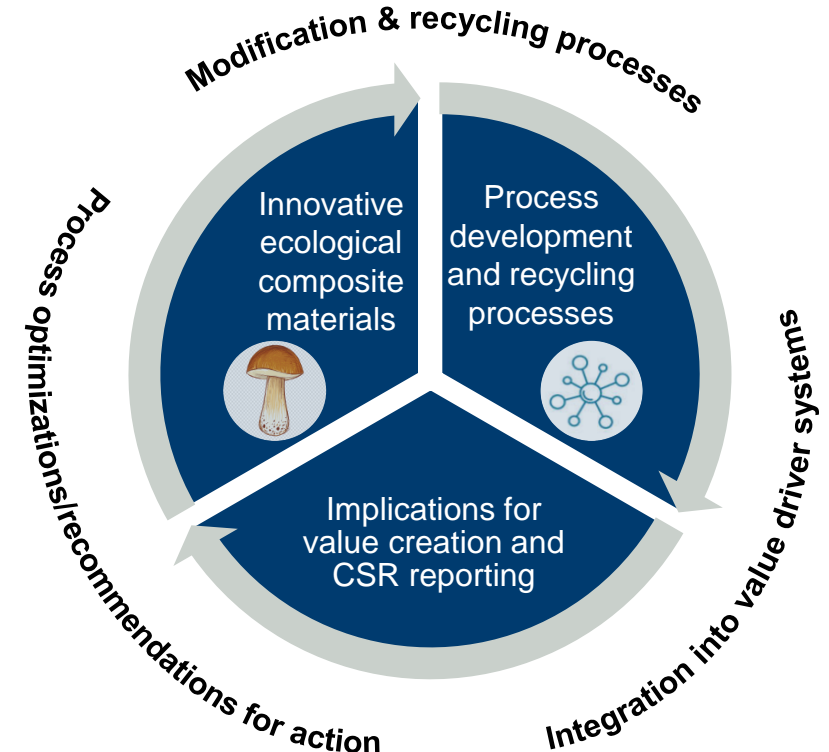 Modification & recycling processes
Innovative
ecological
composite
materials
Process
development
and recycling
processes
Implications for
value creation and
CSR reporting
Integration into value driver systems
Process optimizations/recommendations for action